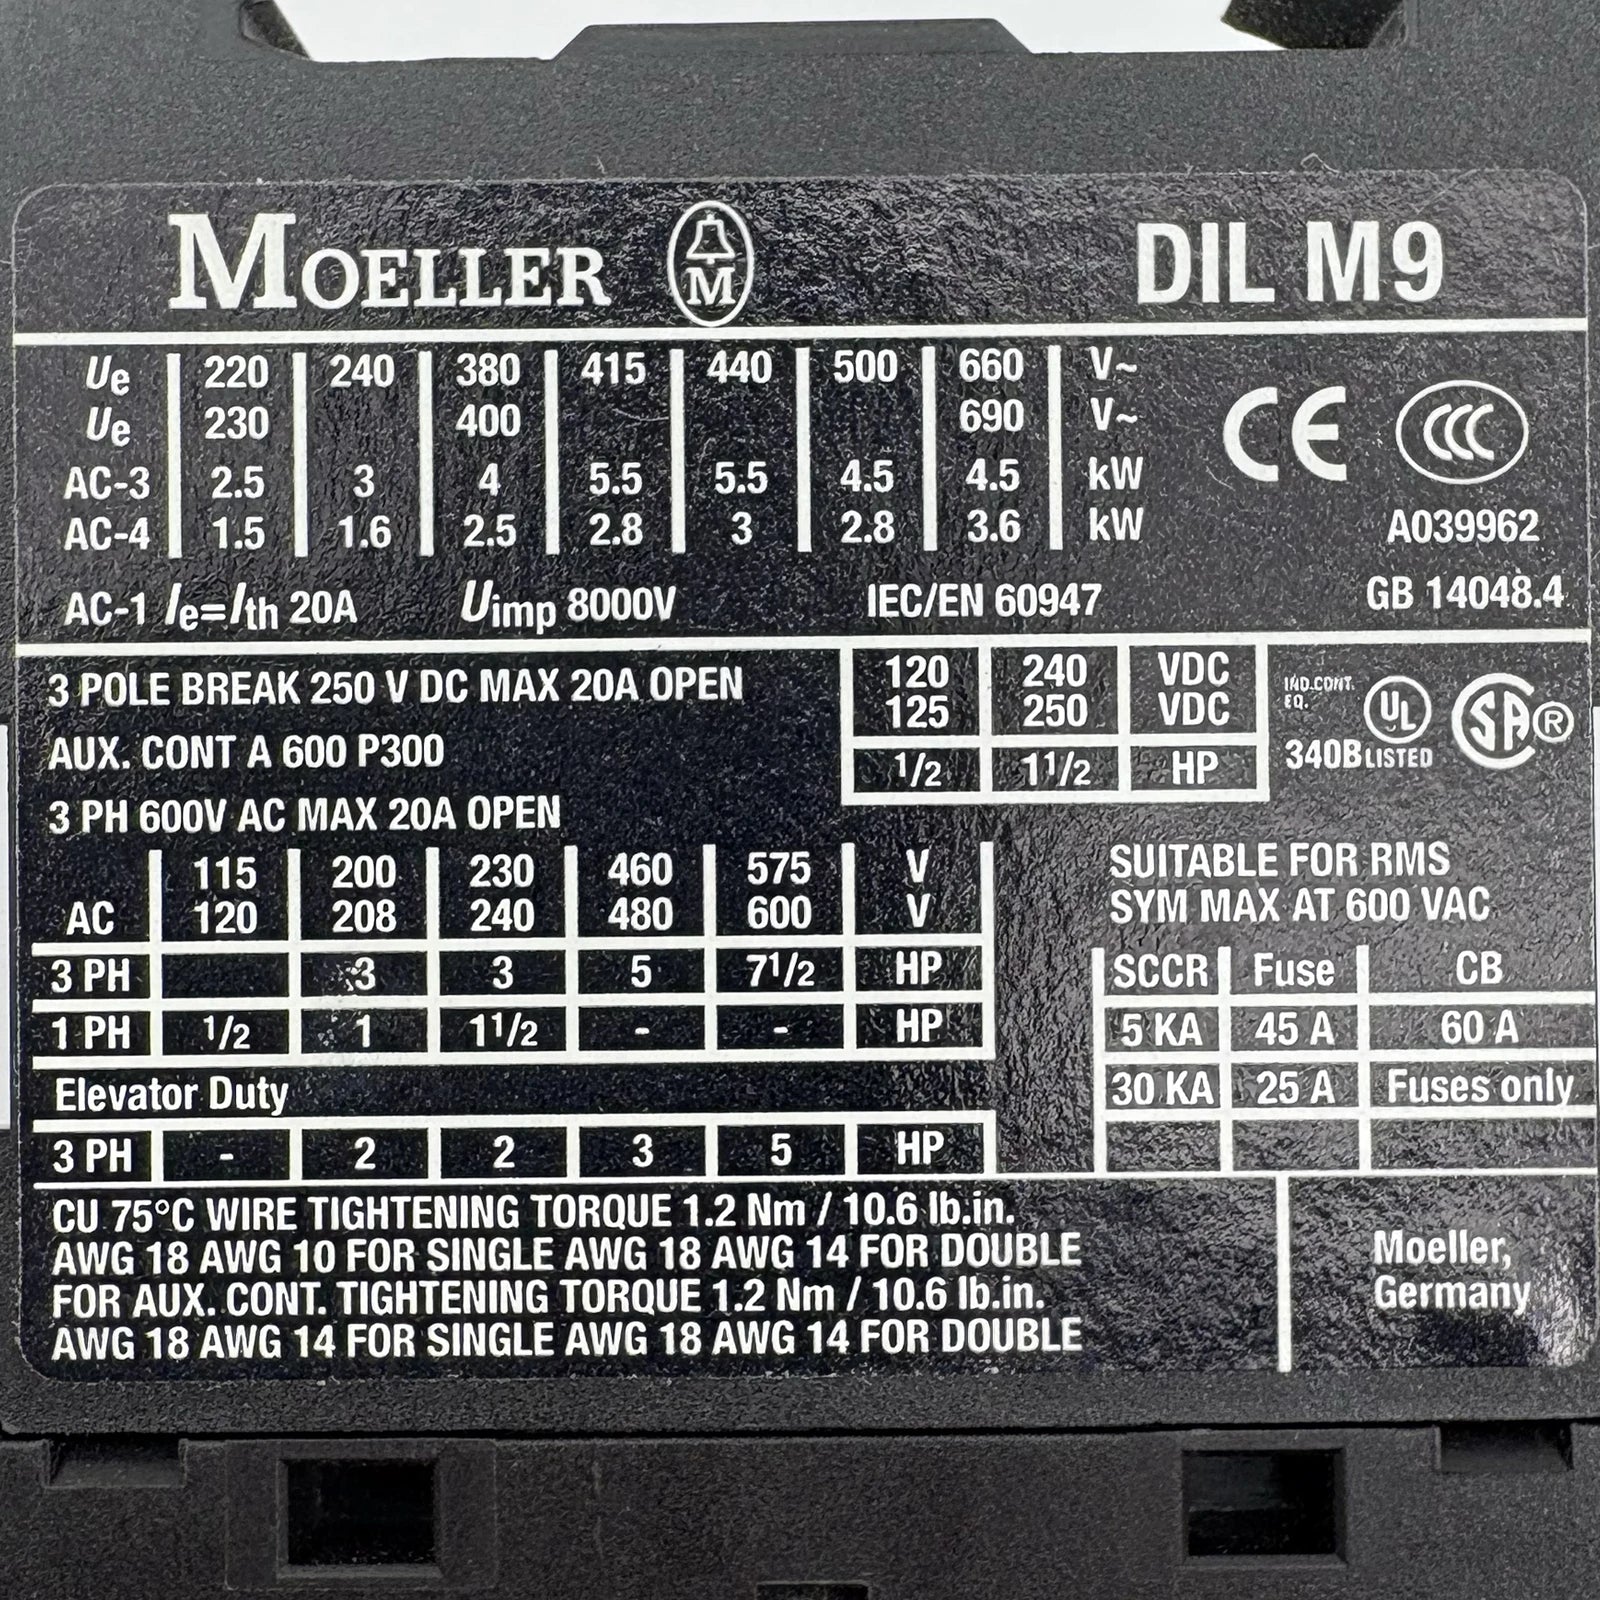 MOELLER M DIL M9
Ue 220 240 380 415 440 500 660 V~
Ue 230 400 690 V~
AC-3 2.5 3 4 5.5 5.5 4.5 4.5 kW
AC-4 1.5 1.6 2.5 2.8 3 2.8 3.6 kW
CE CCC
A039962
AC-1 Ie=Ith 20A Uimp 8000V IEC/EN 60947 GB 14048.4
3 POLE BREAK 250 V DC MAX 20A OPEN
AUX. CONT A 600 P300
3 PH 600V AC MAX 20A OPEN
120 240 VDC
125 250 VDC
1/2 1 1/2 HP
IND.CONT.
EQ.
UL SA ®
340B LISTED
115 200 230 460 575 V
AC 120 208 240 480 600 V
3 PH 3 3 5 7 1/2 HP
1 PH 1/2 1 1 1/2 - - HP
Elevator Duty
3 PH - 2 2 3 5 HP
SUITABLE FOR RMS
SYM MAX AT 600 VAC
SCCR Fuse CB
5 KA 45 A 60 A
30 KA 25 A Fuses only
CU 75°C WIRE TIGHTENING TORQUE 1.2 Nm / 10.6 lb.in.
AWG 18 AWG 10 FOR SINGLE AWG 18 AWG 14 FOR DOUBLE
FOR AUX. CONT. TIGHTENING TORQUE 1.2 Nm / 10.6 lb.in.
AWG 18 AWG 14 FOR SINGLE AWG 18 AWG 14 FOR DOUBLE
Moeller,
Germany